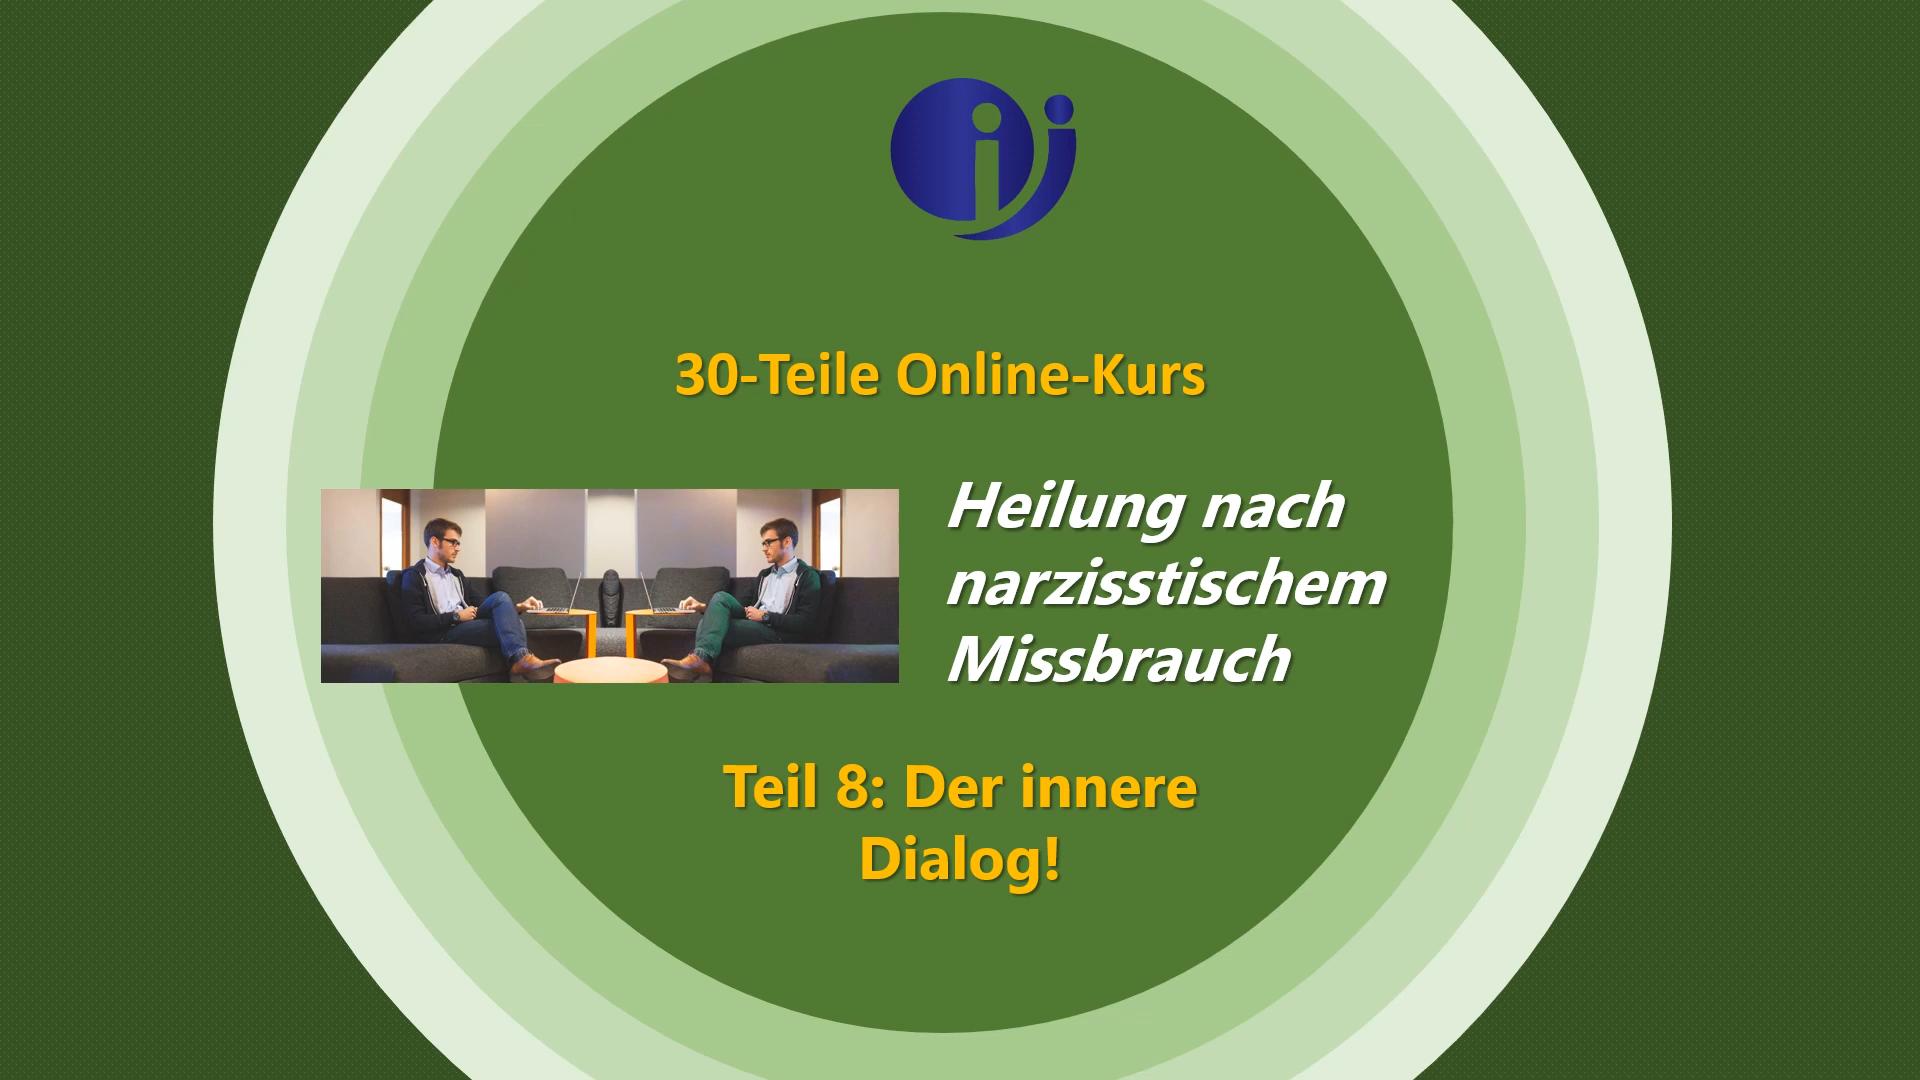 30-Teile Online-Kurs
Heilung nach
narzisstischem
Missbrauch
Teil 8: Der innere
Dialog!